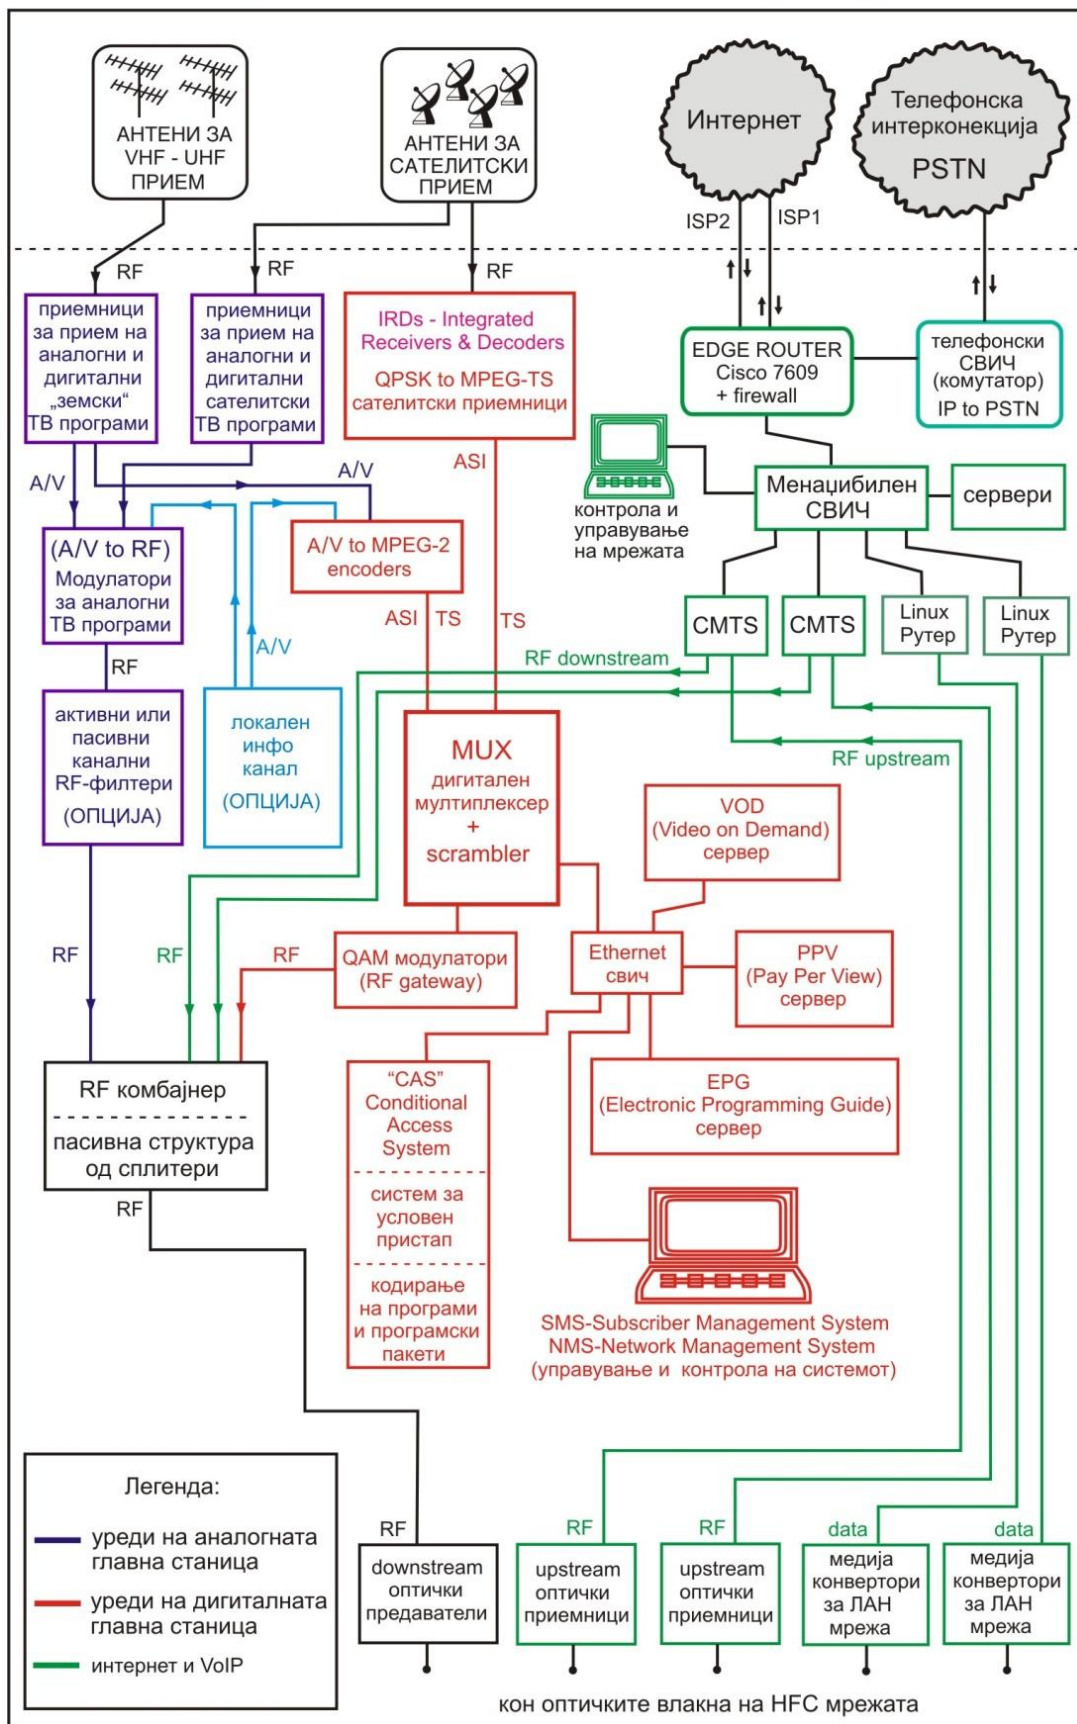 АНТЕНИ ЗА
VHF - UHF
ПРИЕМ
АНТЕНИ ЗА
САТЕЛИТСКИ
ПРИЕМ
Интернет
Телефонска
интерконекција
PSTN
ISP2
ISP1
RF
RF
RF
приемници
за прием на
аналогни и
дигитални
„земски“
ТВ програми
приемници
за прием на
аналогни и
дигитални
сателитски
ТВ програми
IRDs - Integrated
Receivers & Decoders
QPSK to MPEG-TS
сателитски приемници
EDGE ROUTER
Cisco 7609
+ firewall
телефонски
СВИЧ
(комутатор)
IP to PSTN
A/V
A/V
ASI
контрола и
управување
на мрежата
Менаџибилен
СВИЧ
сервери
(A/V to RF)
Модулатори
за аналогни
ТВ програми
A/V to MPEG-2
encoders
ASI
TS
TS
A/V
RF
CMTS
CMTS
Linux
Рутер
Linux
Рутер
RF downstream
RF upstream
активни или
пасивни
канални
RF-филтери
(ОПЦИЈА)
локален
инфо
канал
(ОПЦИЈА)
MUX
дигитален
мултиплексер
+
scrambler
VOD
(Video on Demand)
сервер
RF
RF
RF
QAM модулатори
(RF gateway)
Ethernet
свич
PPV
(Pay Per View)
сервер
RF комбајнер
пасивна структура
од сплитери
RF
“CAS”
Conditional
Access
System
систем за
условен
пристап
кодирање
на програми
и програмски
пакети
EPG
(Electronic Programming Guide)
сервер
SMS-Subscriber Management System
NMS-Network Management System
(управување и контрола на системот)
Легенда:
уреди на аналогната
главна станица
уреди на дигиталната
главна станица
интернет и VoIP
RF
RF
RF
data
data
downstream
оптички
предаватели
upstream
оптички
приемници
upstream
оптички
приемници
медија
конвертори
за ЛАН
мрежа
медија
конвертори
за ЛАН
мрежа
кон оптичките влакна на HFC мрежата